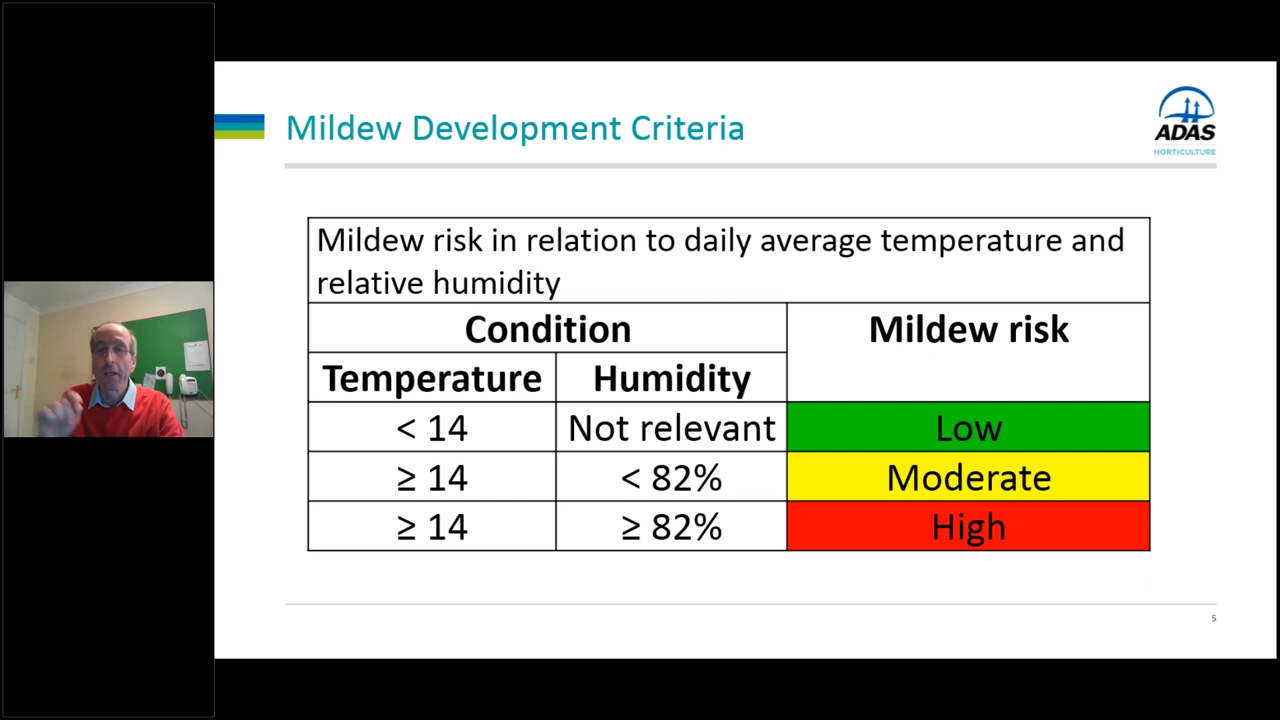 Mildew Development Criteria
ADAS
HORTICULTURE
Mildew risk in relation to daily average temperature and
relative humidity
Condition
Mildew risk
Temperature
Humidity
< 14
Not relevant
Low
≥ 14
< 82%
Moderate
≥ 14
≥ 82%
High
5